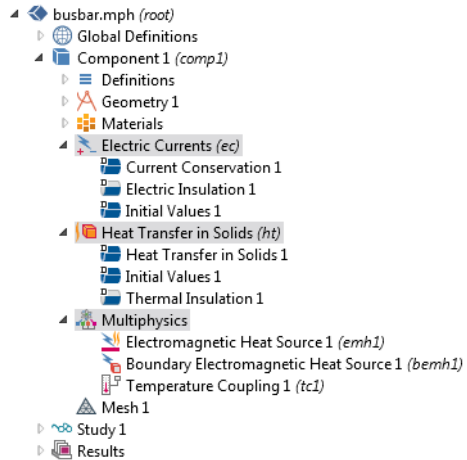 busbar.mph (root)
Global Definitions
Component 1 (comp1)
Definitions
Geometry 1
Materials
Electric Currents (ec)
Current Conservation 1
Electric Insulation 1
Initial Values 1
Heat Transfer in Solids (ht)
Heat Transfer in Solids 1
Initial Values 1
Thermal Insulation 1
Multiphysics
Electromagnetic Heat Source 1 (emh1)
Boundary Electromagnetic Heat Source 1 (bemh1)
Temperature Coupling 1 (tc1)
Mesh 1
Study 1
Results